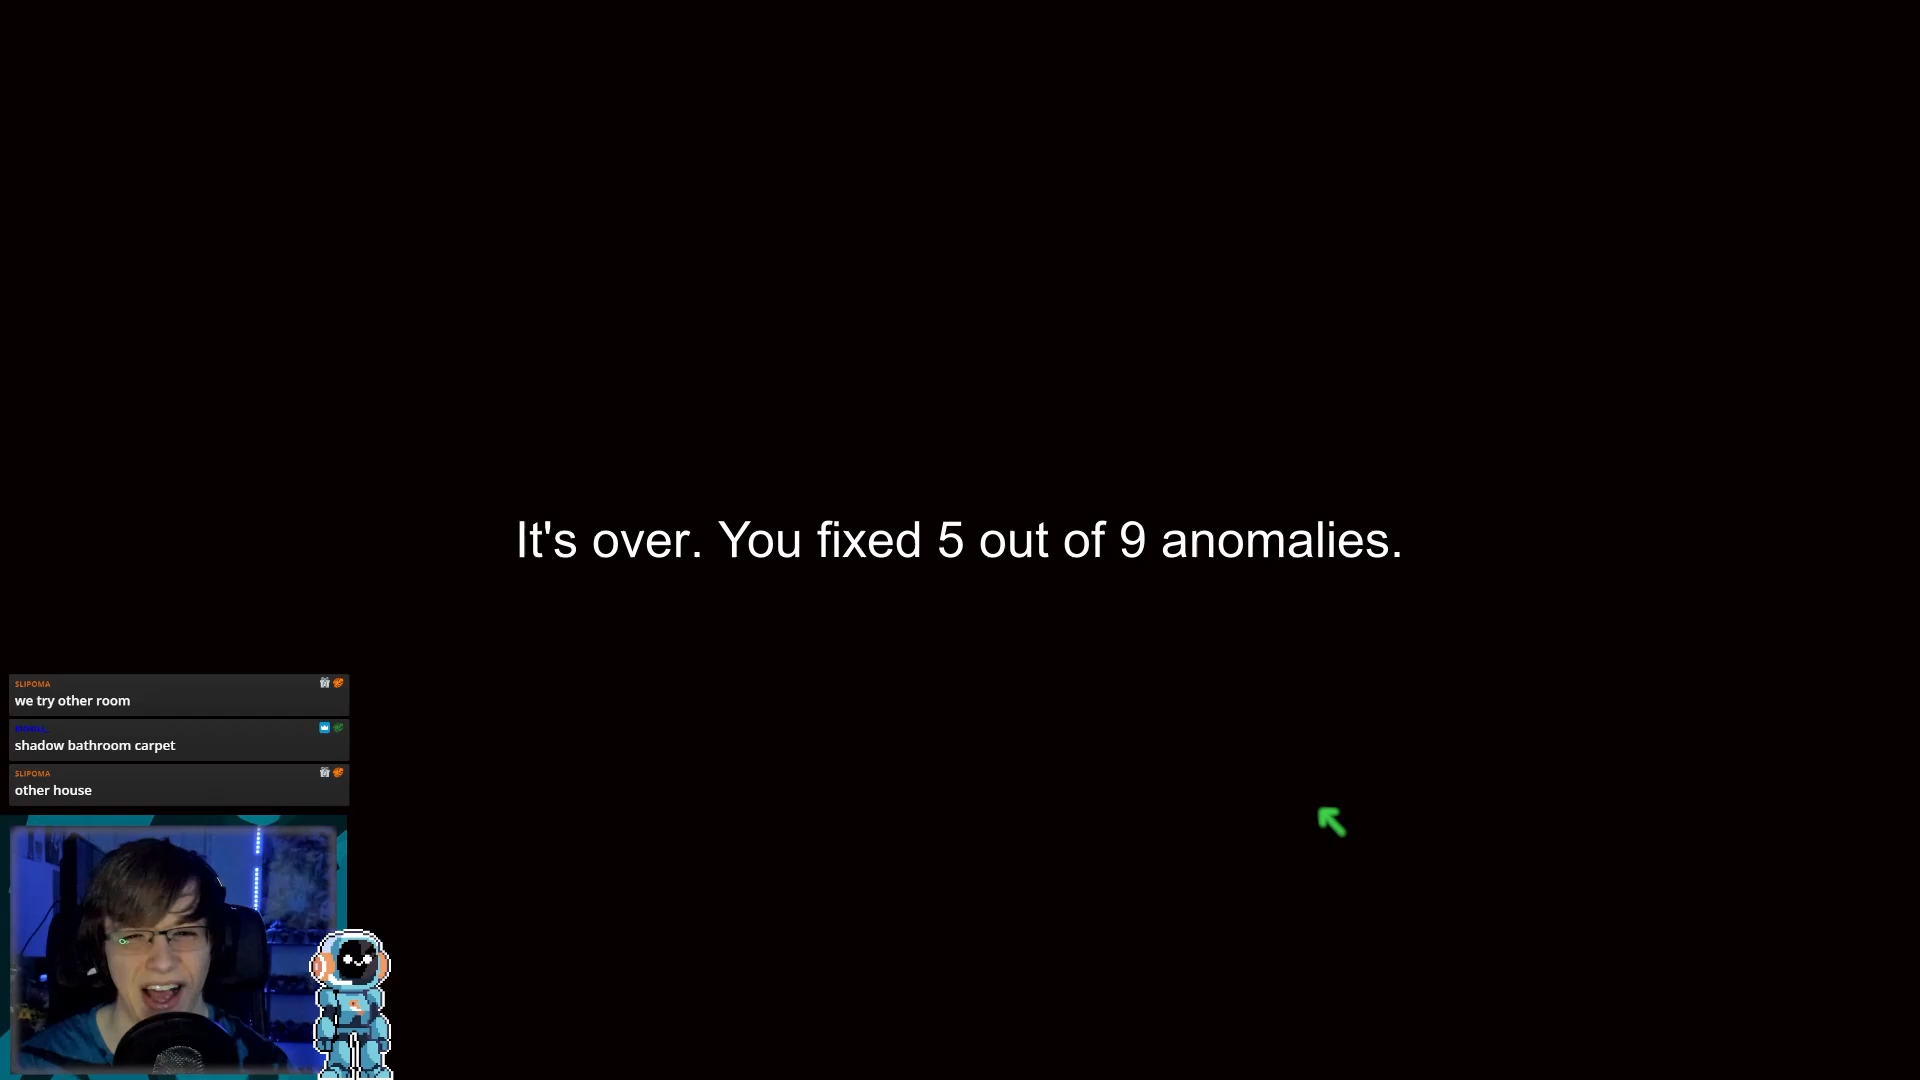 It's over. You fixed 5 out of 9 anomalies.
SLIPOMA
we try other room
shadow bathroom carpet
SLIPOMA
other house